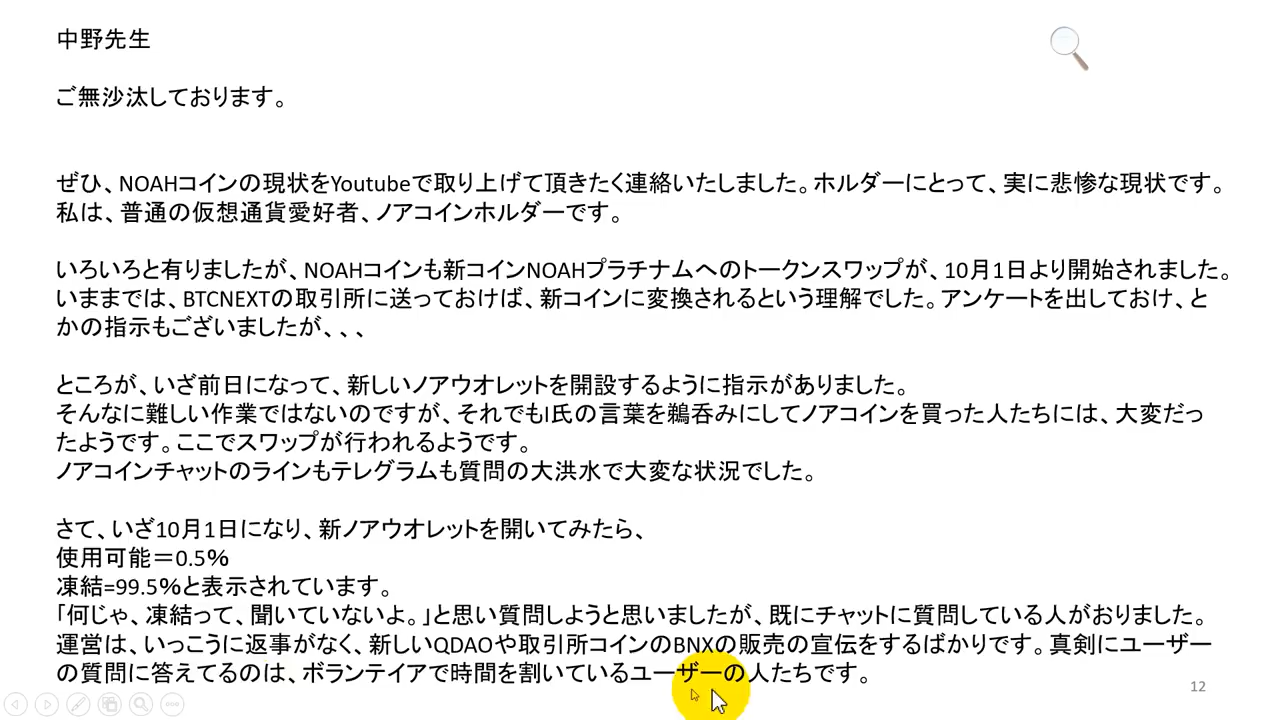 中野先生
ご無沙汰しております。
ぜひ、NOAHコインの現状をYoutubeで取り上げて頂きたく連絡いたしました。ホルダーにとって、実に悲惨な現状です。
私は、普通の仮想通貨愛好者、ノアコインホルダーです。
いろいろと有りましたが、NOAHコインも新コインNOAHプラチナムへのトークンスワップが、10月1日より開始されました。
いままでは、BTCNEXTの取引所に送っておけば、新コインに変換されるという理解でした。アンケートを出しておけ、と
かの指示もございましたが、、、
ところが、いざ前日になって、新しいノアウオレットを開設するように指示がありました。
そんなに難しい作業ではないのですが、それでもI氏の言葉を鵜呑みにしてノアコインを買った人たちには、大変だっ
たようです。ここでスワップが行われるようです。
ノアコインチャットのラインもテレグラムも質問の大洪水で大変な状況でした。
さて、いざ10月1日になり、新ノアウオレットを開いてみたら、
使用可能＝0.5％
凍結=99.5％と表示されています。
「何じゃ、凍結って、聞いていないよ。」と思い質問しようと思いましたが、既にチャットに質問している人がおりました。
運営は、いっこうに返事がなく、新しいQDAOや取引所コインのBNXの販売の宣伝をするばかりです。真剣にユーザー
の質問に答えてるのは、ボランテイアで時間を割いているユーザーの人たちです。
12